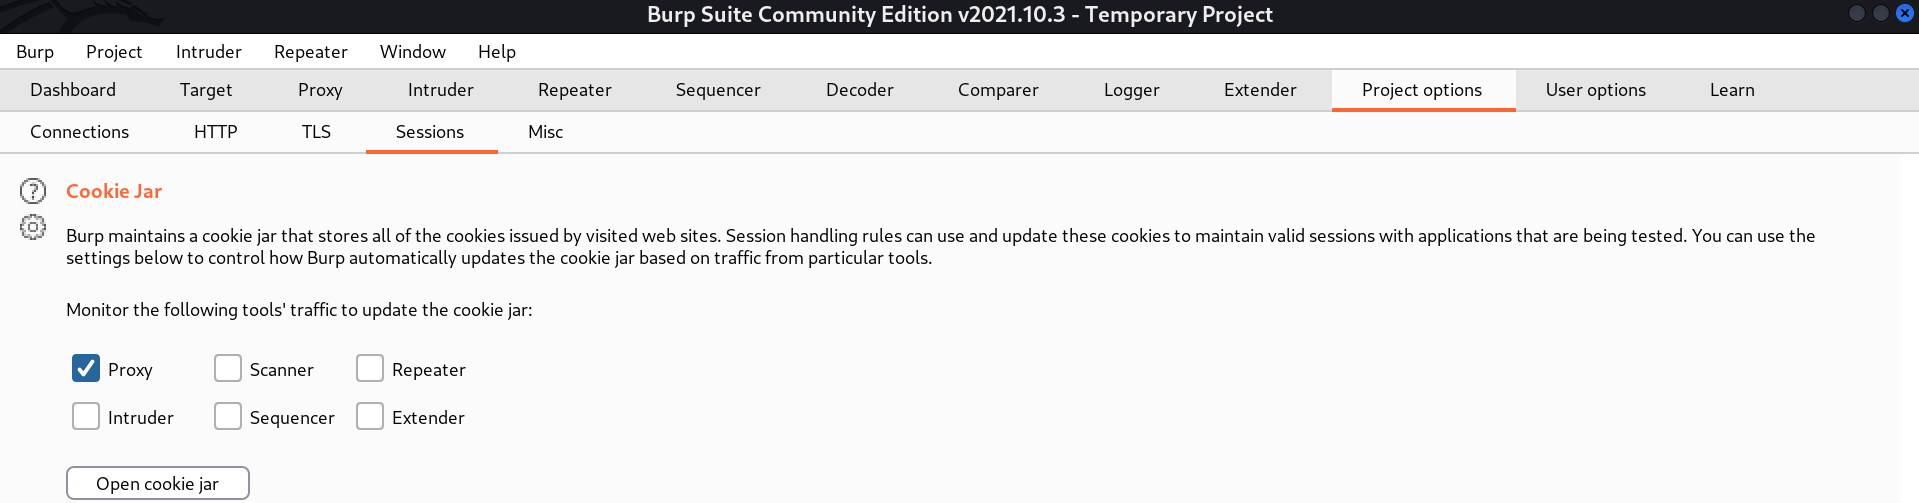 Burp Suite Community Edition v2021.10.3 - Temporary Project
Burp Project Intruder Repeater Window Help
Dashboard Target Proxy Intruder Repeater Sequencer Decoder Comparer Logger Extender Project options User options Learn
Connections HTTP TLS Sessions Misc
? Cookie Jar
Burp maintains a cookie jar that stores all of the cookies issued by visited web sites. Session handling rules can use and update these cookies to maintain valid sessions with applications that are being tested. You can use the
settings below to control how Burp automatically updates the cookie jar based on traffic from particular tools.
Monitor the following tools' traffic to update the cookie jar:
Proxy Scanner Repeater
Intruder Sequencer Extender
Open cookie jar